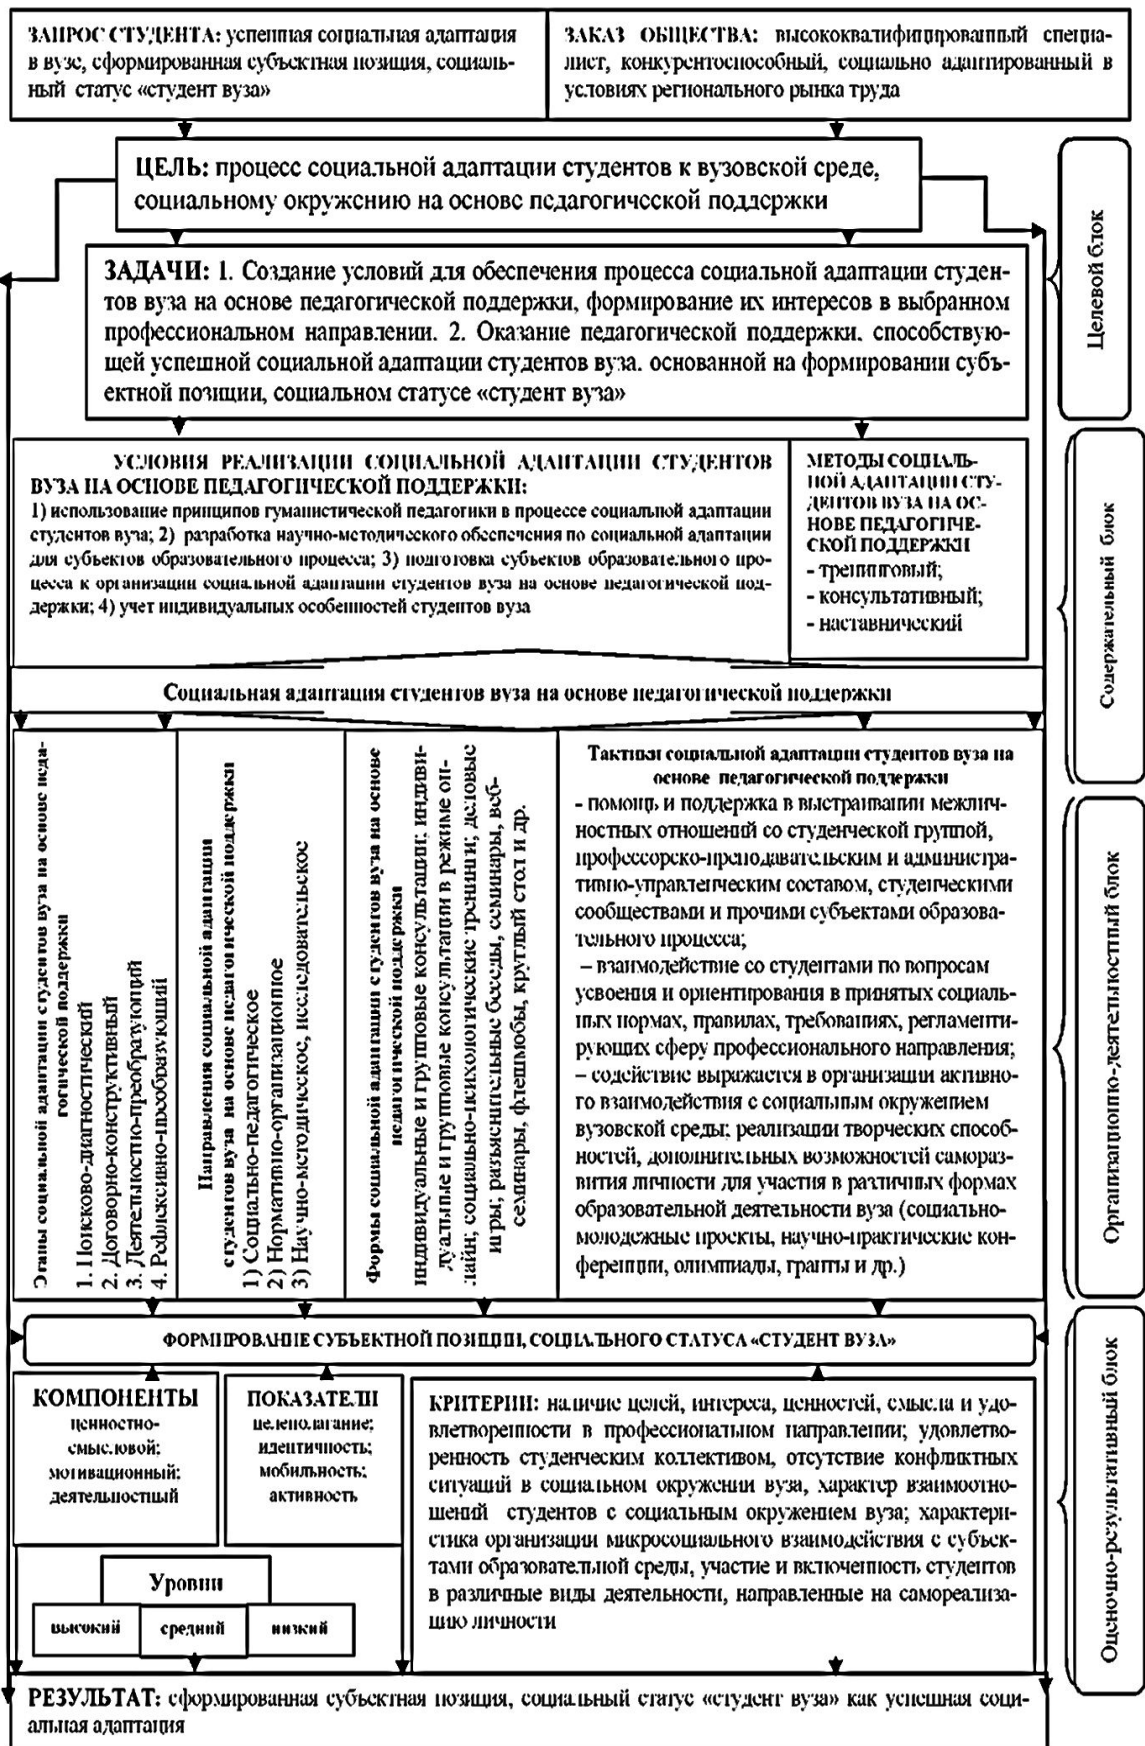 ЗАПРОС СТУДЕНТА: успешная социальная адаптация
в вузе, сформированная субъектная позиция, социаль-
ный статус «студент вуза»
ЗАКАЗ ОБЩЕСТВА: высококвалифицированный специа-
лист, конкурентоспособный, социально адаптированный в
условиях регионального рынка труда
ЦЕЛЬ: процесс социальной адаптации студентов к вузовской среде,
социальному окружению на основе педагогической поддержки
ЗАДАЧИ: 1. Создание условий для обеспечения процесса социальной адаптации студен-
тов вуза на основе педагогической поддержки, формирование их интересов в выбранном
профессиональном направлении. 2. Оказание педагогической поддержки. способствую-
щей успешной социальной адаптации студентов вуза. основанной на формировании субъ-
ектной позиции, социальном статусе «студент вуза»
Целевой блок
УСЛОВИЯ РЕАЛИЗАЦИИ СОЦИАЛЬНОЙ АДАПТАЦИИ СТУДЕНТОВ
ВУЗА НА ОСНОВЕ ПЕДАГОГИЧЕСКОЙ ПОДДЕРЖКИ:
1) использование принципов гуманистической педагогики в процессе социальной адаптации
студентов вуза; 2) разработка научно-методического обеспечения по социальной адаптации
для субъектов образовательного процесса; 3) подготовка субъектов образовательного про-
цесса к организации социальной адаптации студентов вуза на основе педагогической под-
держки; 4) учет индивидуальных особенностей студентов вуза
МЕТОДЫ СОЦИАЛЬ-
НОЙ АДАПТАЦИИ СТУ-
ДЕНТОВ ВУЗА НА ОС-
НОВЕ ПЕДАГОГИЧЕ-
СКОЙ ПОДДЕРЖКИ
- тренинговый;
- консультативный;
- наставнический
Содержательный блок
Социальная адаптация студентов вуза на основе педагогической поддержки
Этапы социальной адаптации студентов вуза на основе педа-
гогической поддержки
1. Поисково-диагностический
2. Договорно-конструктивный
3. Деятельностно-преобразующий
4. Рефлексивно-преобразующий
Направления социальной адаптации
студентов вуза на основе педагогической поддержки
1) Социально-педагогическое
2) Нормативно-организационное
3) Научно-методическое, исследовательское
Формы социальной адаптации студентов вуза на основе
педагогической поддержки
индивидуальные и групповые консультации; индиви-
дуальные и групповые консультации в режиме он-
лайн; социально-психологические тренинги; деловые
игры; разъяснительные беседы, семинары, веб-
семинары, флешмобы, круглый стол и др.
Тактики социальной адаптации студентов вуза на
основе педагогической поддержки
- помощь и поддержка в выстраивании межлич-
ностных отношений со студенческой группой,
профессорско-преподавательским и администра-
тивно-управленческим составом, студенческими
сообществами и прочими субъектами образова-
тельного процесса;
– взаимодействие со студентами по вопросам
усвоения и ориентирования в принятых социаль-
ных нормах, правилах, требованиях, регламенти-
рующих сферу профессионального направления;
– содействие выражается в организации активно-
го взаимодействия с социальным окружением
вузовской среды; реализации творческих способ-
ностей, дополнительных возможностей самораз-
вития личности для участия в различных формах
образовательной деятельности вуза (социально-
молодежные проекты, научно-практические кон-
ференции, олимпиады, гранты и др.)
Организационно-деятельностный блок
ФОРМИРОВАНИЕ СУБЪЕКТНОЙ ПОЗИЦИИ, СОЦИАЛЬНОГО СТАТУСА «СТУДЕНТ ВУЗА»
КОМПОНЕНТЫ
ценностно-
смысловой;
мотивационный;
деятельностный
ПОКАЗАТЕЛИ
целеполагание;
идентичность;
мобильность;
активность
КРИТЕРИИ: наличие целей, интереса, ценностей, смысла и удо-
влетворенности в профессиональном направлении; удовлетво-
ренность студенческим коллективом, отсутствие конфликтных
ситуаций в социальном окружении вуза, характер взаимоотно-
шений студентов с социальным окружением вуза; характери-
стика организации микросоциального взаимодействия с субъек-
тами образовательной среды, участие и включенность студентов
в различные виды деятельности, направленные на самореализа-
цию личности
Уровни
высокий
средний
низкий
Оценочно-результативный блок
РЕЗУЛЬТАТ: сформированная субъектная позиция, социальный статус «студент вуза» как успешная соци-
альная адаптация